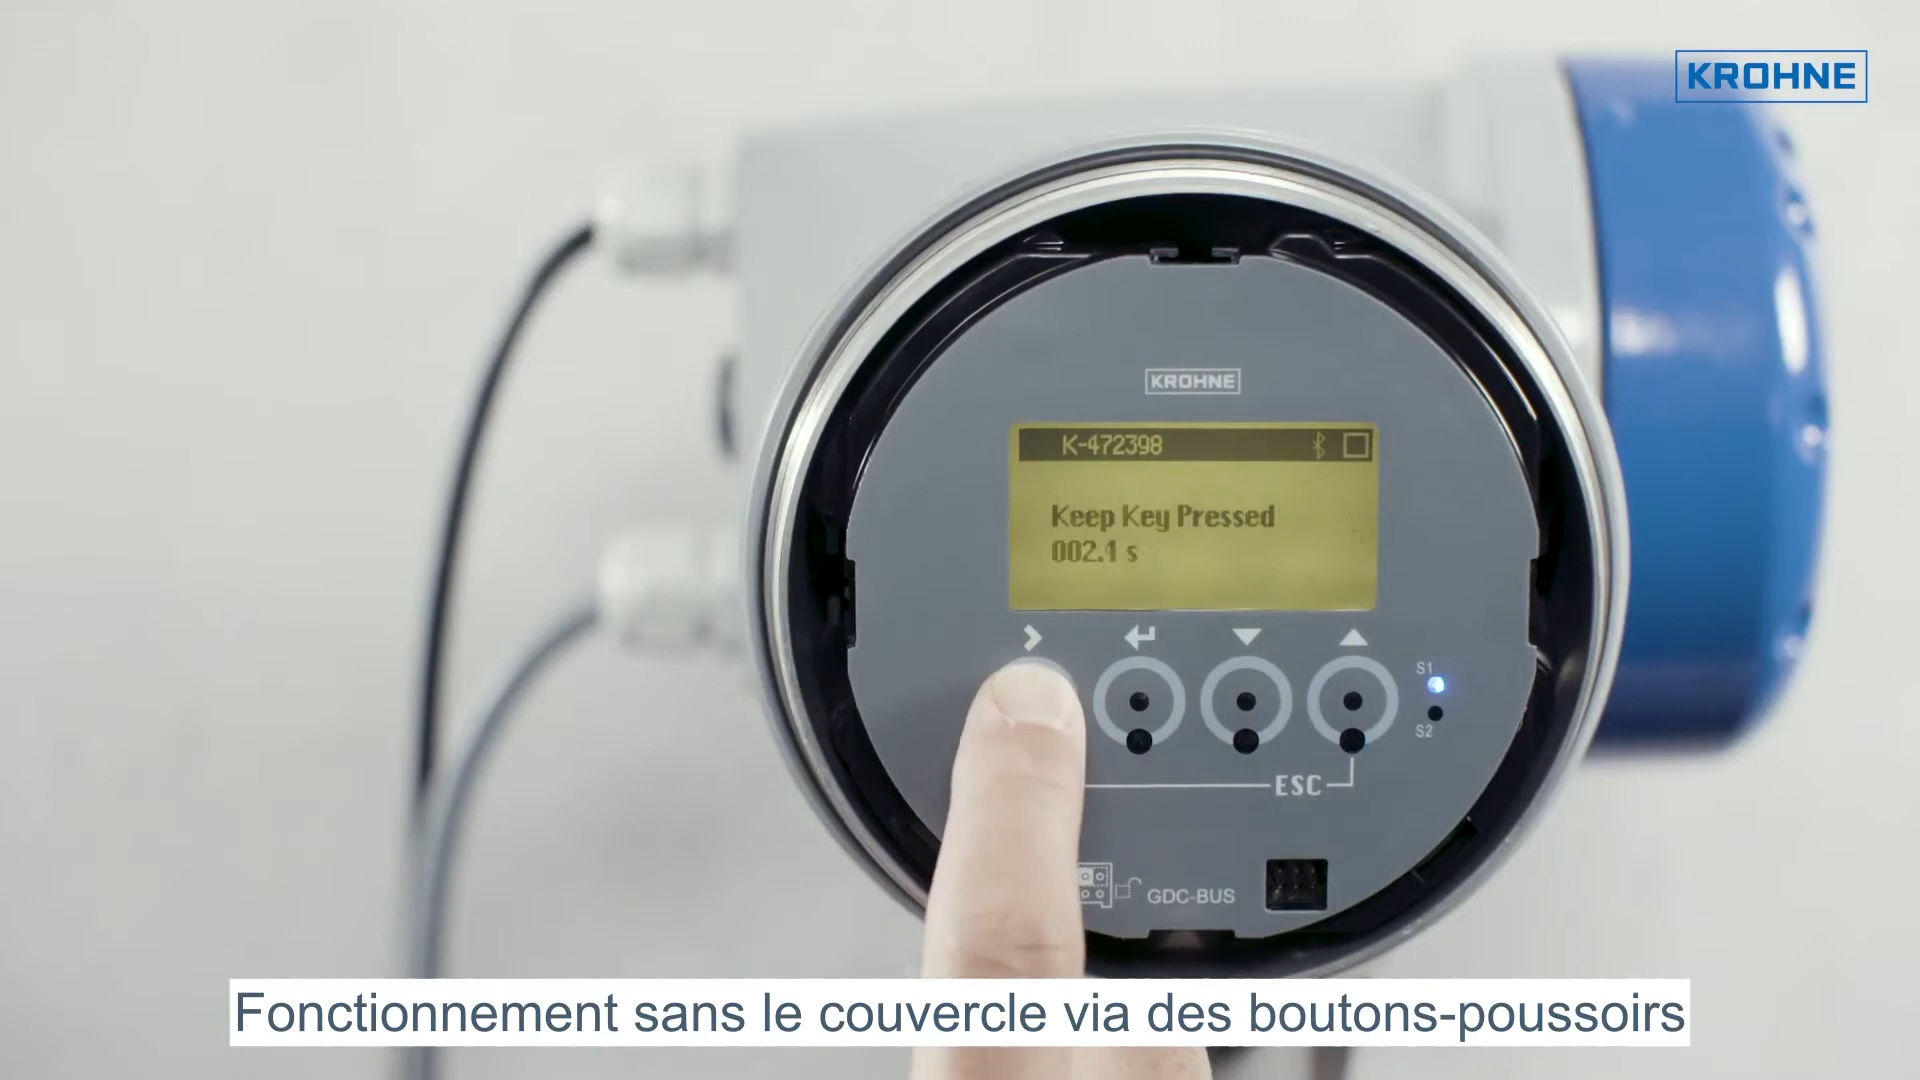 KROHNE
KROHNE
K-472398
Keep Key Pressed
002.1 s
S1
S2
ESC
GDC-BUS
Fonctionnement sans le couvercle via des boutons-poussoirs